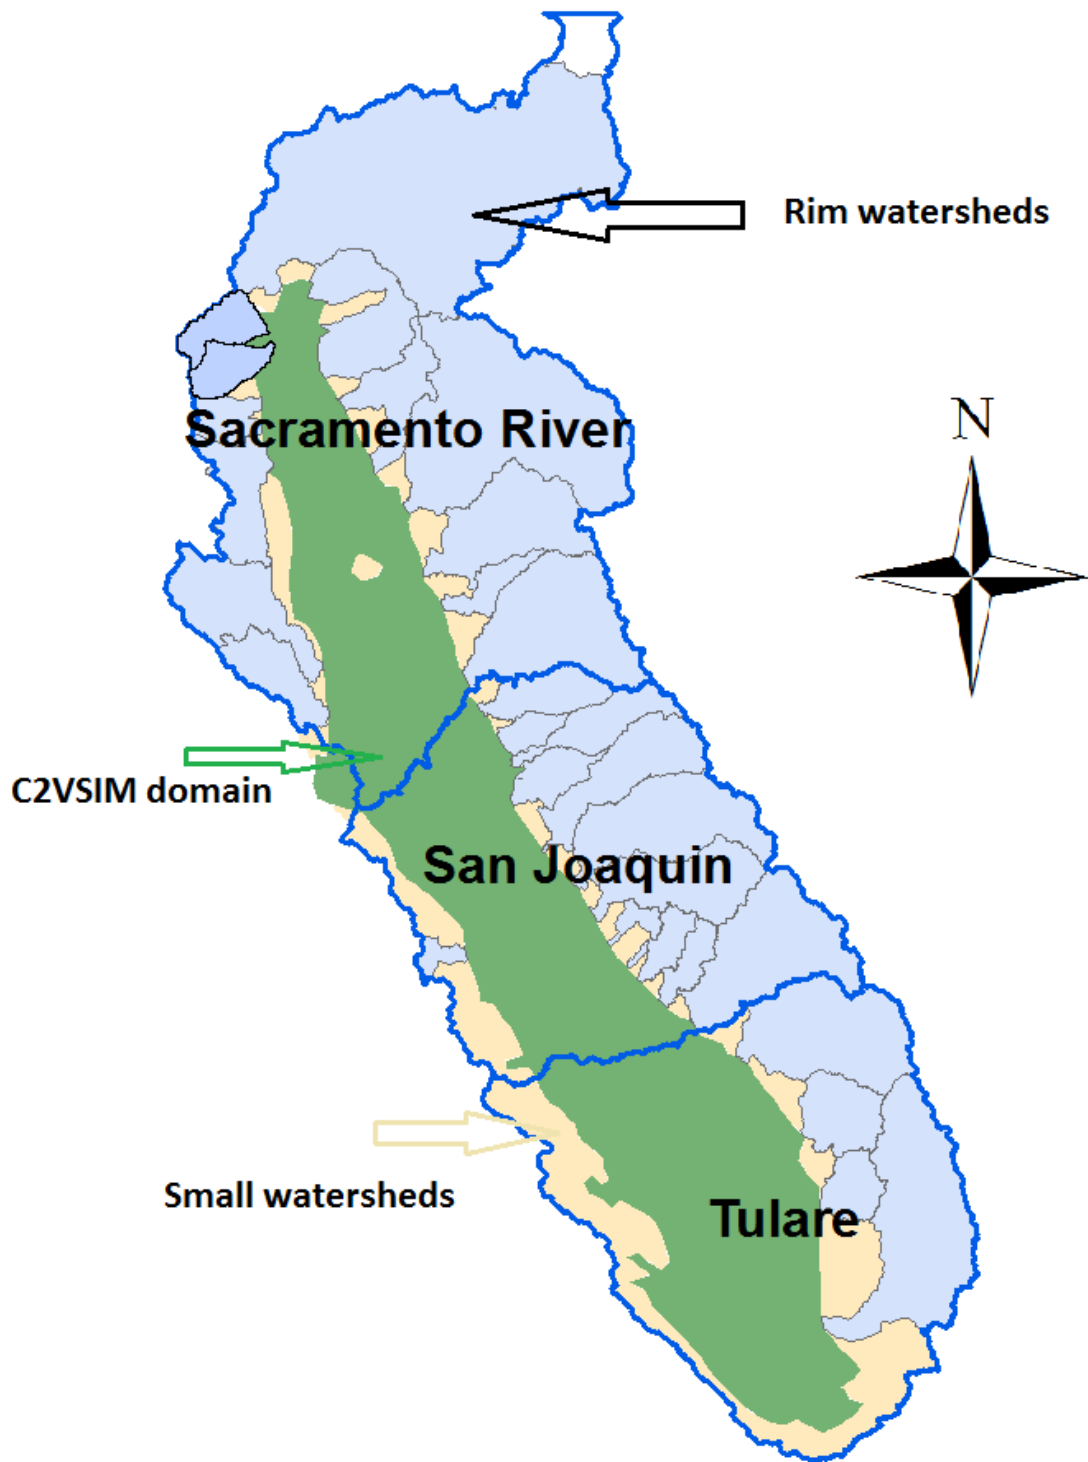 Rim watersheds
N
Sacramento River
C2VSIM domain
San Joaquin
Small watersheds
Tulare